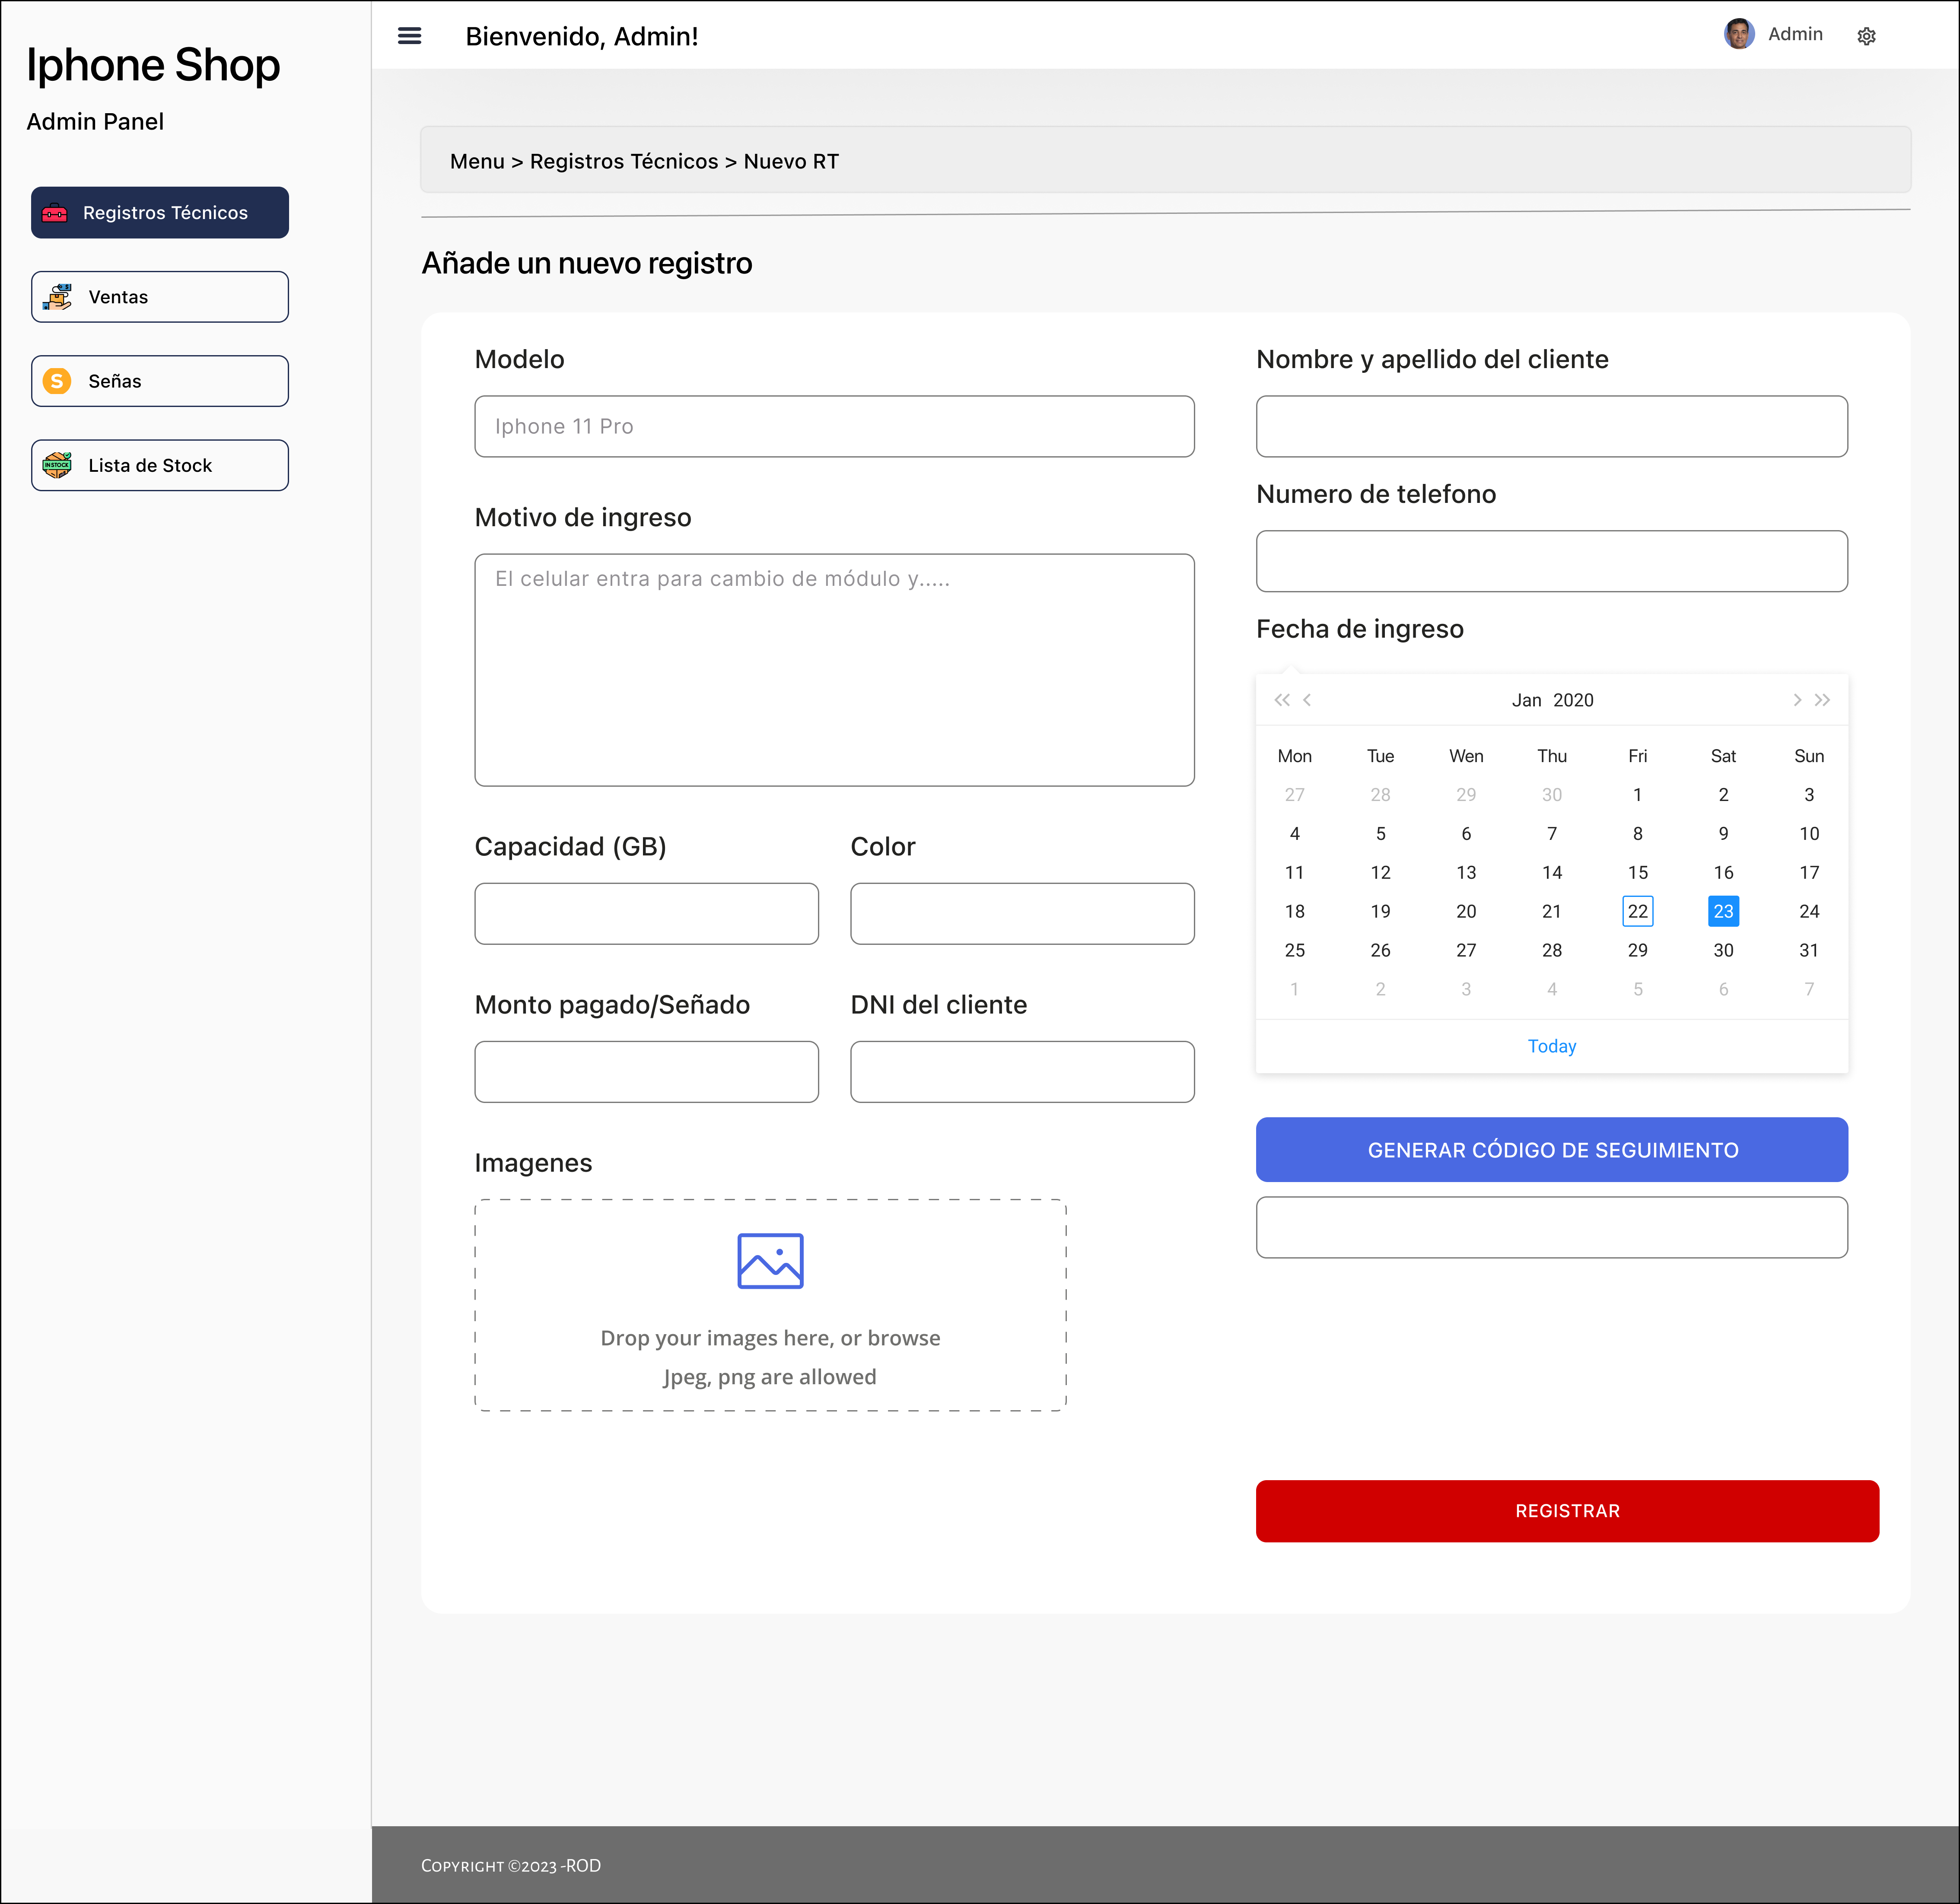 Iphone Shop
Admin Panel
Registros Técnicos
Ventas
S
Señas
IN STOCK
Lista de Stock
Bienvenido, Admin!
Admin
Menu > Registros Técnicos > Nuevo RT
Añade un nuevo registro
Modelo
Iphone 11 Pro
Motivo de ingreso
El celular entra para cambio de módulo y.....
Capacidad (GB)
Color
Monto pagado/Señado
DNI del cliente
Imagenes
Drop your images here, or browse
Jpeg, png are allowed
Nombre y apellido del cliente
Numero de telefono
Fecha de ingreso
Jan 2020
Mon Tue Wen Thu Fri Sat Sun
27 28 29 30 1 2 3
4 5 6 7 8 9 10
11 12 13 14 15 16 17
18 19 20 21 22 23 24
25 26 27 28 29 30 31
1 2 3 4 5 6 7
Today
GENERAR CÓDIGO DE SEGUIMIENTO
REGISTRAR
Copyright ©2023 -ROD